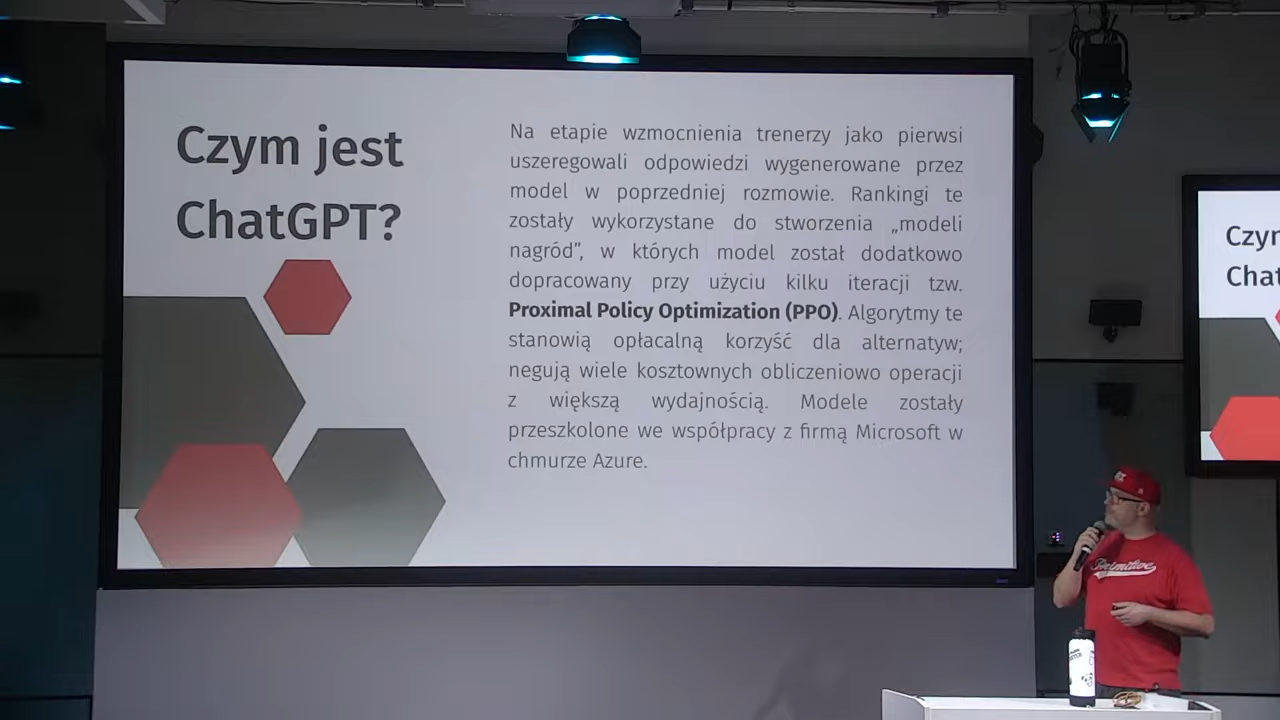 Czym jest
ChatGPT?
Na etapie wzmocnienia trenerzy jako pierwsi
uszeregowali odpowiedzi wygenerowane przez
model w poprzedniej rozmowie. Rankingi te
zostały wykorzystane do stworzenia „modeli
nagród”, w których model został dodatkowo
dopracowany przy użyciu kilku iteracji tzw.
Proximal Policy Optimization (PPO). Algorytmy te
stanowią opłacalną korzyść dla alternatyw;
negują wiele kosztownych obliczeniowo operacji
z większą wydajnością. Modele zostały
przeszkolone we współpracy z firmą Microsoft w
chmurze Azure.
Czyr
Chat
Primitive